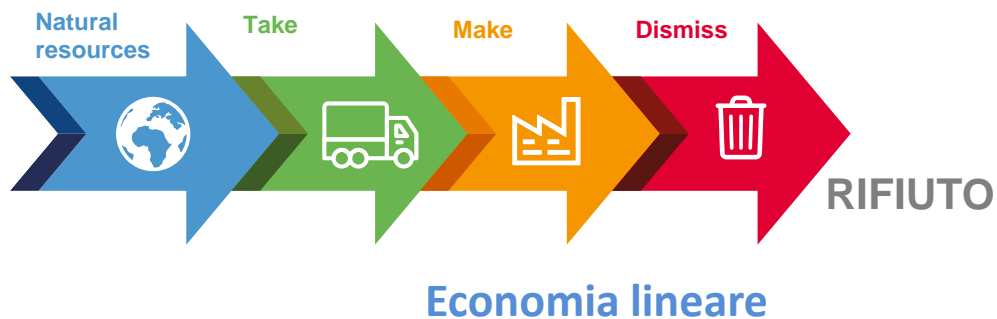 Natural
resources
Take
Make
Dismiss
RIFIUTO
Economia lineare